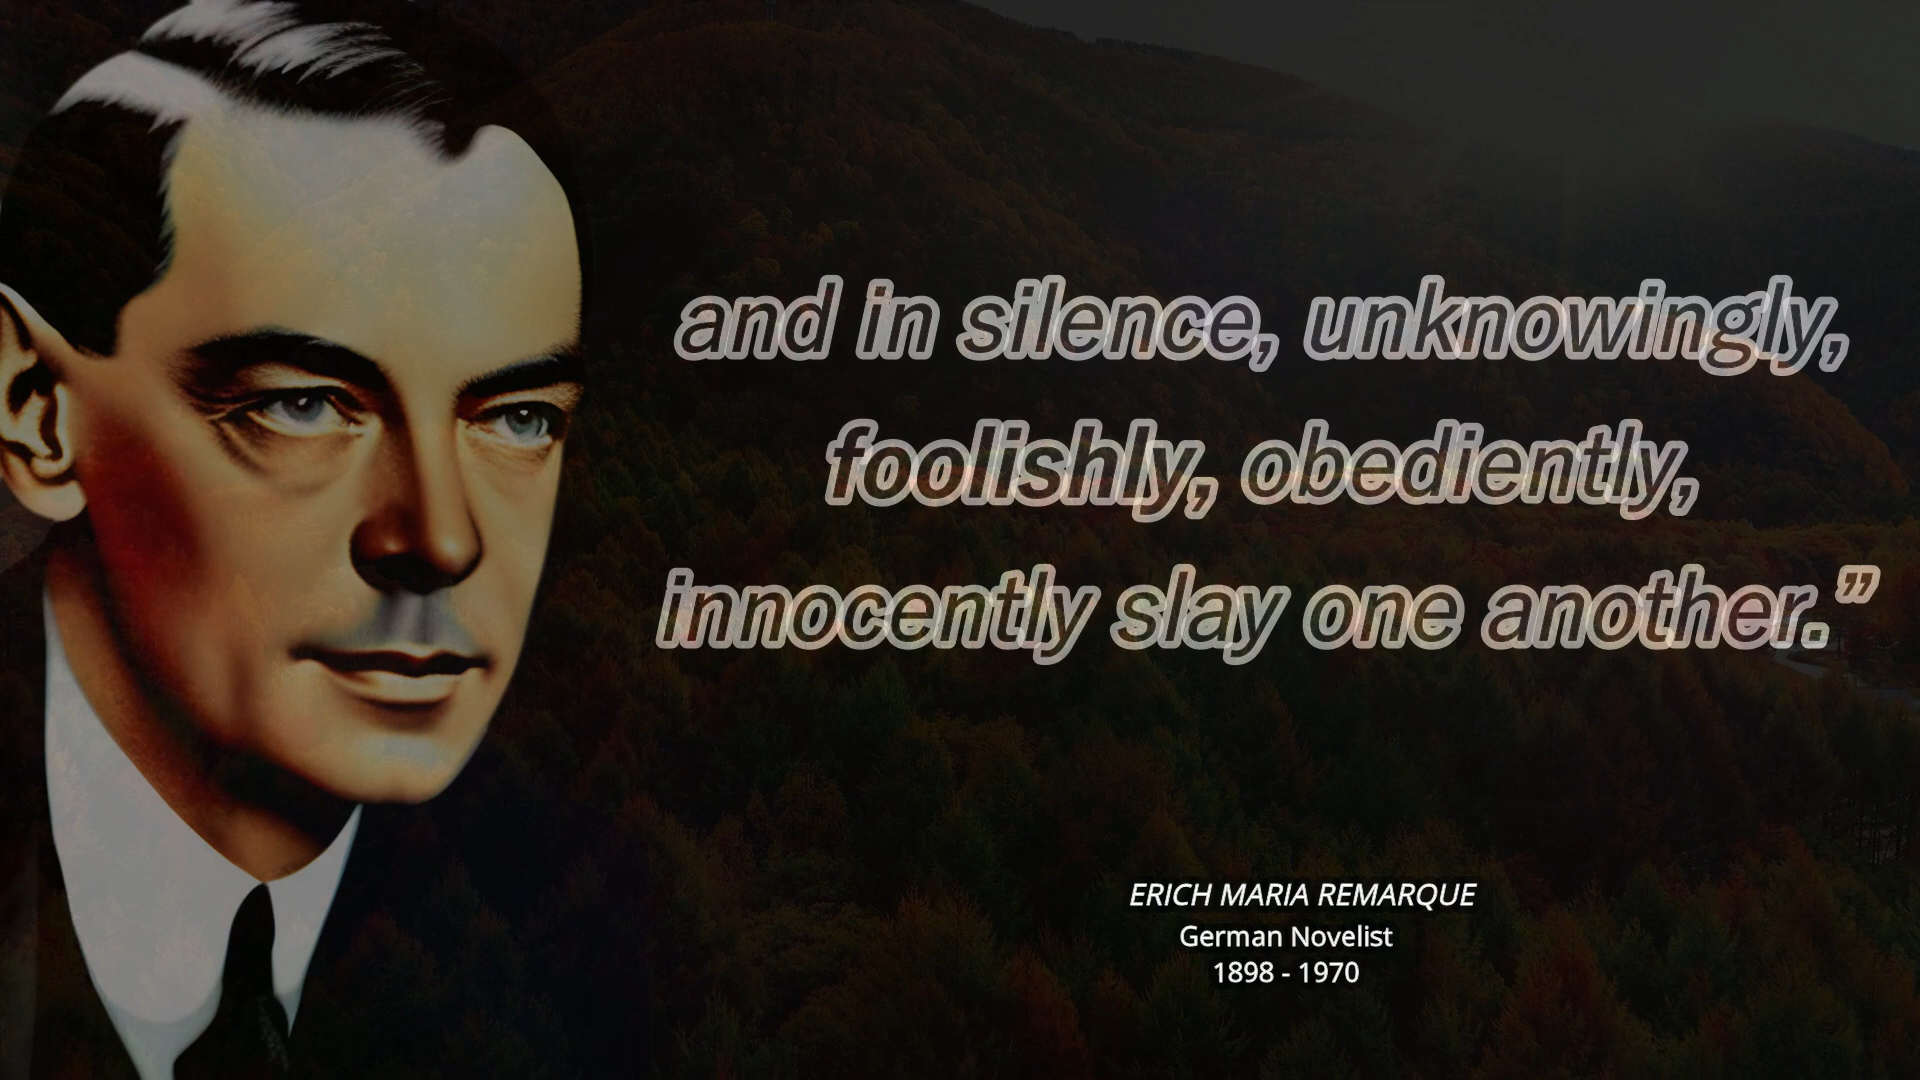 and in silence, unknowingly,
foolishly, obediently,
innocently slay one another.”
ERICH MARIA REMARQUE
German Novelist
1898 - 1970